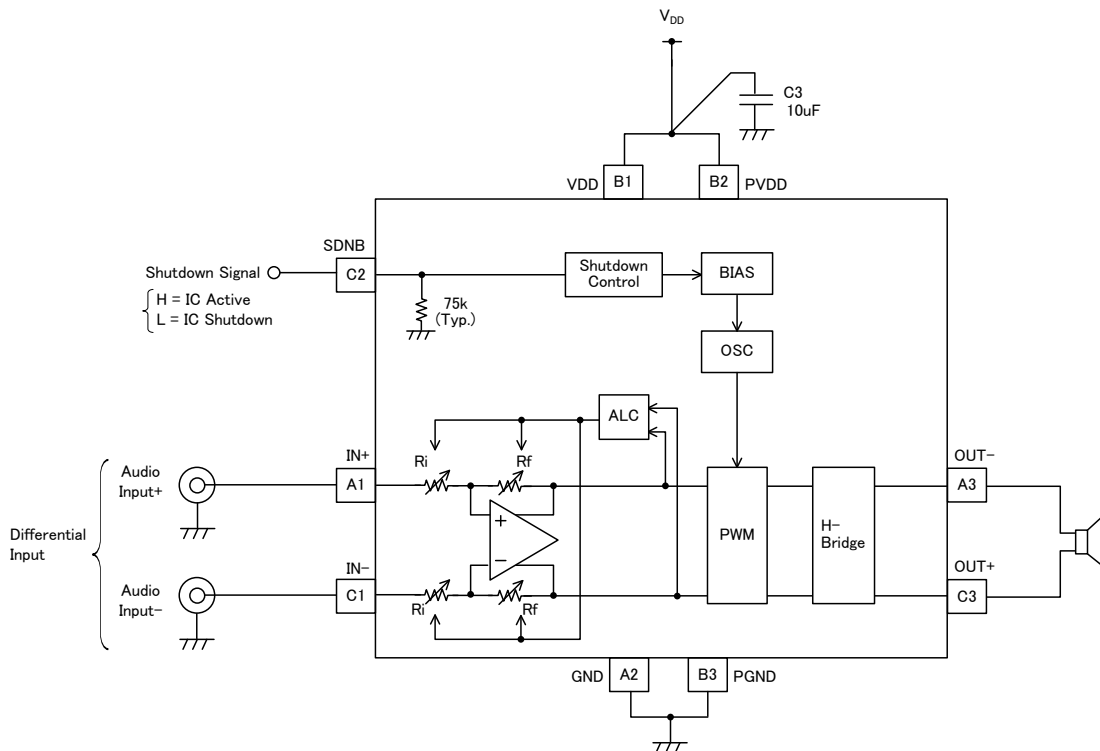 VDD
C3
10uF
VDD
B1
B2
PVDD
SDNB
C2
Shutdown Signal
H = IC Active
L = IC Shutdown
75k
(Typ.)
Shutdown
Control
BIAS
OSC
ALC
Differential
Input
Audio
Input+
IN+
A1
Ri
Rf
+
−
PWM
H-
Bridge
OUT-
A3
Audio
Input−
IN-
C1
Ri
Rf
OUT+
C3
GND
A2
B3
PGND